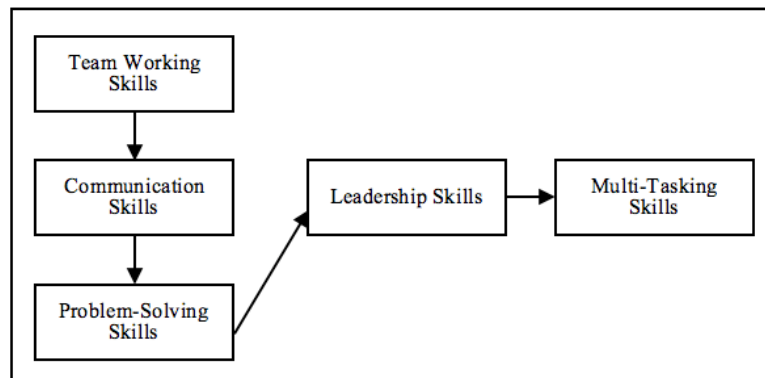 Team Working
Skills
Communication
Skills
Problem-Solving
Skills
Leadership Skills
Multi-Tasking
Skills